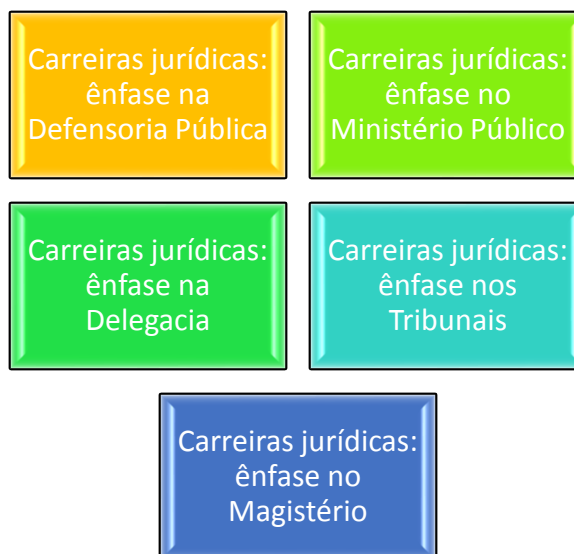 Carreiras jurídicas:
ênfase na
Defensoria Pública
Carreiras jurídicas:
ênfase no
Ministério Público
Carreiras jurídicas:
ênfase na
Delegacia
Carreiras jurídicas:
ênfase nos
Tribunais
Carreiras jurídicas:
ênfase no
Magistério